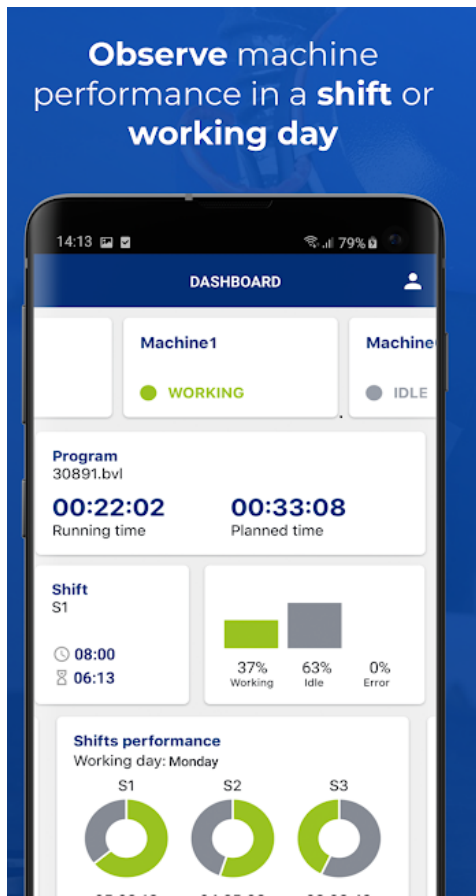 Observe machine
performance in a shift or
working day
14:13
79%
DASHBOARD
Machine1
WORKING
Machine
IDLE
Program
30891.bvl
00:22:02
00:33:08
Running time
Planned time
Shift
S1
08:00
06:13
37%
63%
0%
Working
Idle
Error
Shifts performance
Working day: Monday
S1
S2
S3